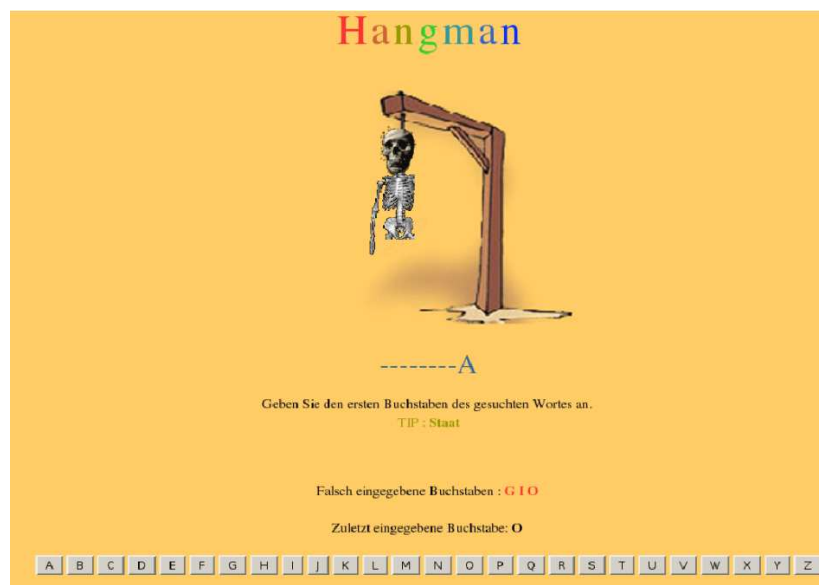 Hangman
--------A
Geben Sie den ersten Buchstaben des gesuchten Wortes an.
TIP : Staat
Falsch eingegebene Buchstaben : G I O
Zuletzt eingegebene Buchstabe: O
A B C D E F G H I J K L M N O P Q R S T U V W X Y Z